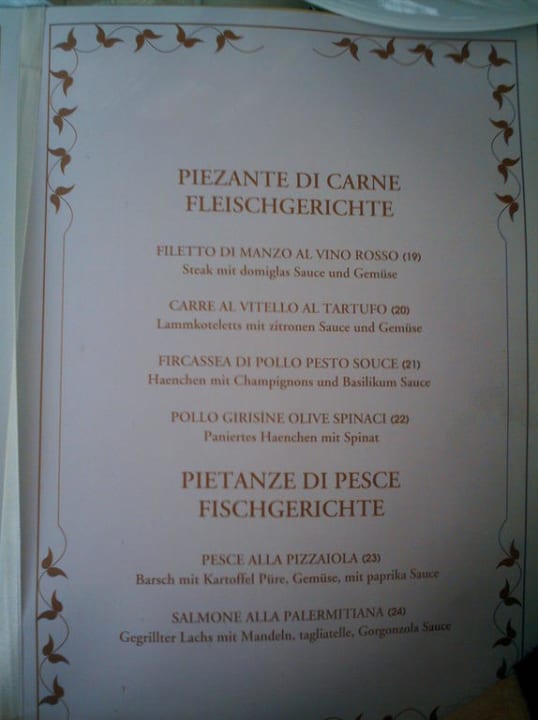 PIEZANTE DI CARNE
FLEISCHGERICHTE
FILETTO DI MANZO AL VINO ROSSO (19)
Steak mit domiglas Sauce und Gemüse
CARRE AL VITELLO AL TARTUFO (20)
Lammkoteletts mit zitronen Sauce und Gemüse
FIRCASSEA DI POLLO PESTO SOUCE (21)
Haenchen mit Champignons und Basilikum Sauce
POLLO GIRISİNE OLIVE SPINACI (22)
Paniertes Haenchen mit Spinat
PIETANZE DI PESCE
FISCHGERICHTE
PESCE ALLA PIZZAIOLA (23)
Barsch mit Kartoffel Püre, Gemüse, mit paprika Sauce
SALMONE ALLA PALERMITIANA (24)
Gegrillter Lachs mit Mandeln, tagliatelle, Gorgonzola Sauce